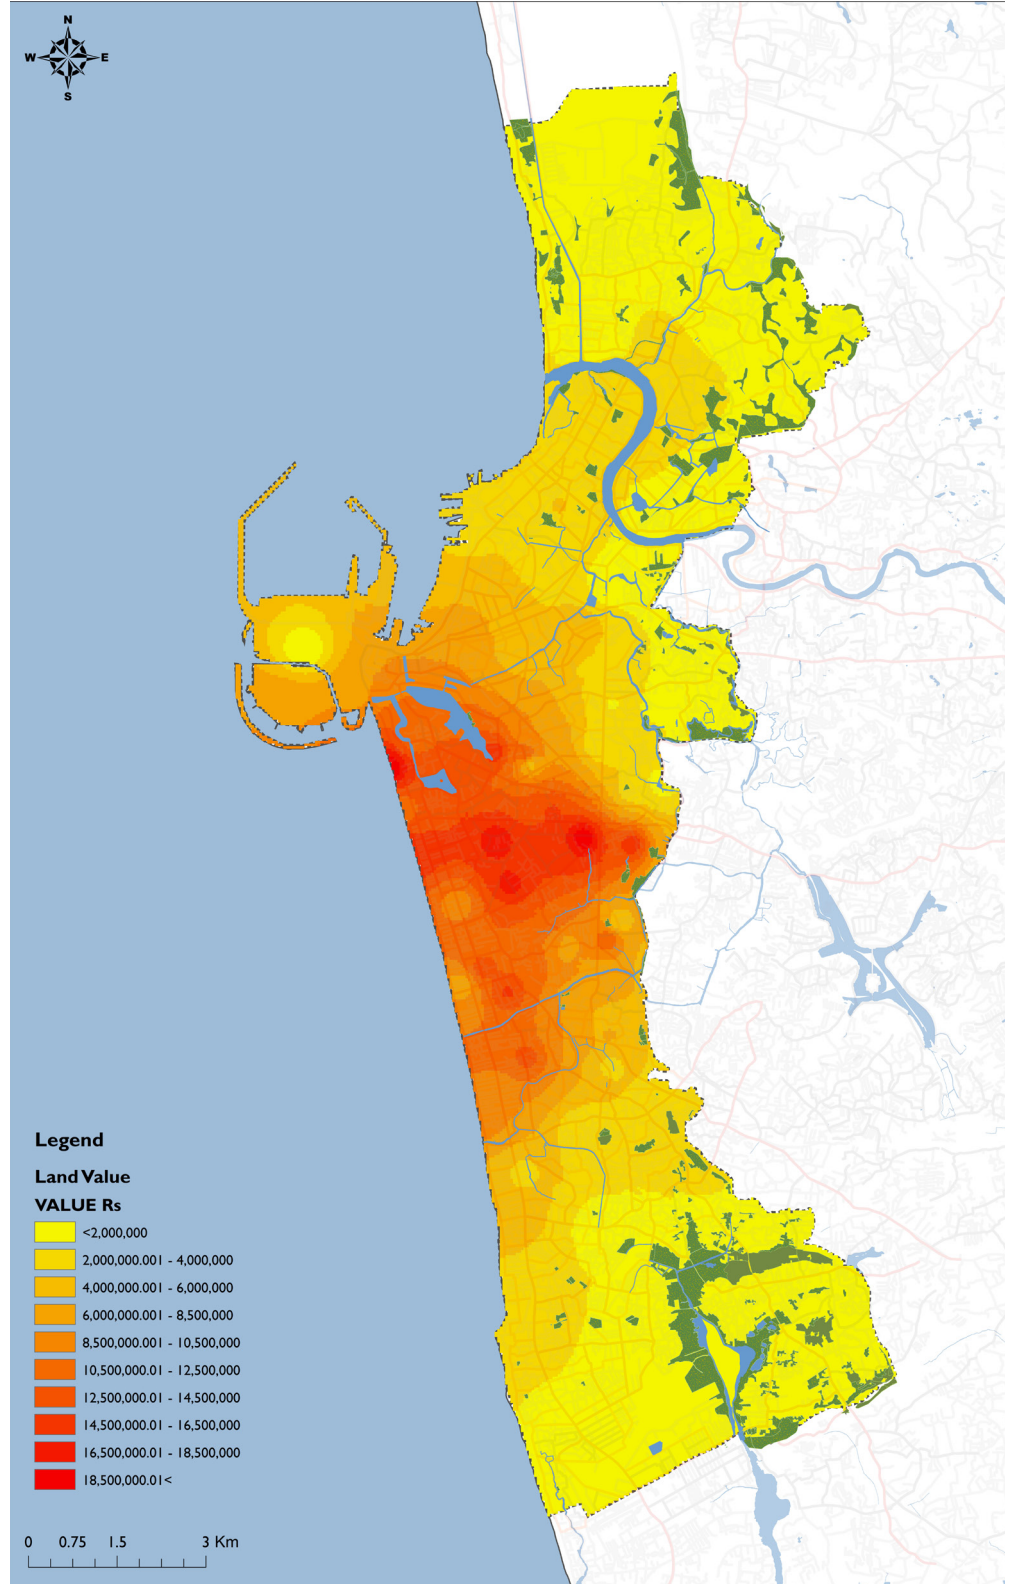 N
W E
S
Legend
Land Value
VALUE Rs
<2,000,000
2,000,000.001 - 4,000,000
4,000,000.001 - 6,000,000
6,000,000.001 - 8,500,000
8,500,000.001 - 10,500,000
10,500,000.01 - 12,500,000
12,500,000.01 - 14,500,000
14,500,000.01 - 16,500,000
16,500,000.01 - 18,500,000
18,500,000.01<
0 0.75 1.5 3 Km